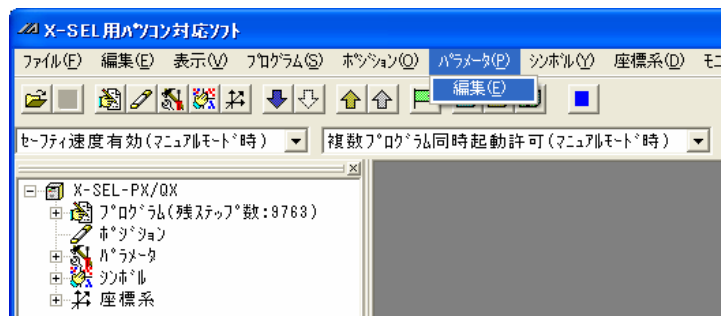 X-SEL用ﾊﾟｿｺﾝ対応ｿﾌﾄ
ﾌｧｲﾙ(F) 編集(E) 表示(V) ﾌﾟﾛｸﾞﾗﾑ(S) ﾎﾟｼﾞｼｮﾝ(O) ﾊﾟﾗﾒｰﾀ(P) ｼﾝﾎﾞﾙ(Y) 座標系(D) ﾓﾆ
編集(E)
ｾｰﾌﾃｨ速度有効(ﾏﾆｭｱﾙﾓｰﾄﾞ時) 複数ﾌﾟﾛｸﾞﾗﾑ同時起動許可(ﾏﾆｭｱﾙﾓｰﾄﾞ時)
X-SEL-PX/QX
ﾌﾟﾛｸﾞﾗﾑ(残ｽﾃｯﾌﾟ数:9763)
ﾎﾟｼﾞｼｮﾝ
ﾊﾟﾗﾒｰﾀ
ｼﾝﾎﾞﾙ
座標系